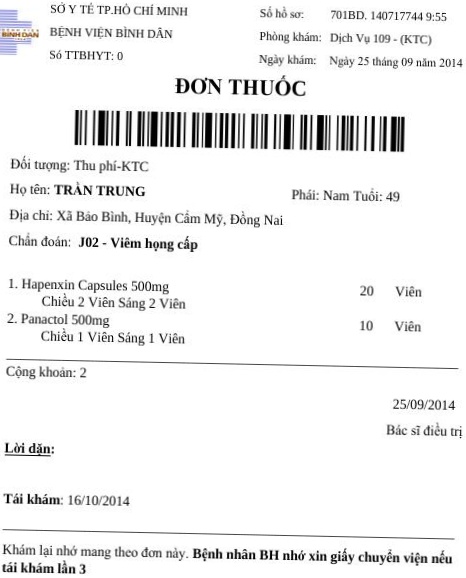 SỞ Y TẾ TP.HỒ CHÍ MINH
BỆNH VIỆN BÌNH DÂN
Số TTBHYT: 0
BINH DAN
Số hồ sơ: 701BD. 140717744 9:55
Phòng khám: Dịch Vụ 109 - (KTC)
Ngày khám: Ngày 25 tháng 09 năm 2014
ĐƠN THUỐC
Đối tượng: Thu phí-KTC
Họ tên: TRẦN TRUNG Phái: Nam Tuổi: 49
Địa chỉ: Xã Bảo Bình, Huyện Cẩm Mỹ, Đồng Nai
Chẩn đoán: J02 - Viêm họng cấp
1. Hapenxin Capsules 500mg 20 Viên
Chiều 2 Viên Sáng 2 Viên
2. Panactol 500mg 10 Viên
Chiều 1 Viên Sáng 1 Viên
Cộng khoản: 2
25/09/2014
Bác sĩ điều trị
Lời dặn:
Tái khám: 16/10/2014
Khám lại nhớ mang theo đơn này. Bệnh nhân BH nhớ xin giấy chuyển viện nếu
tái khám lần 3